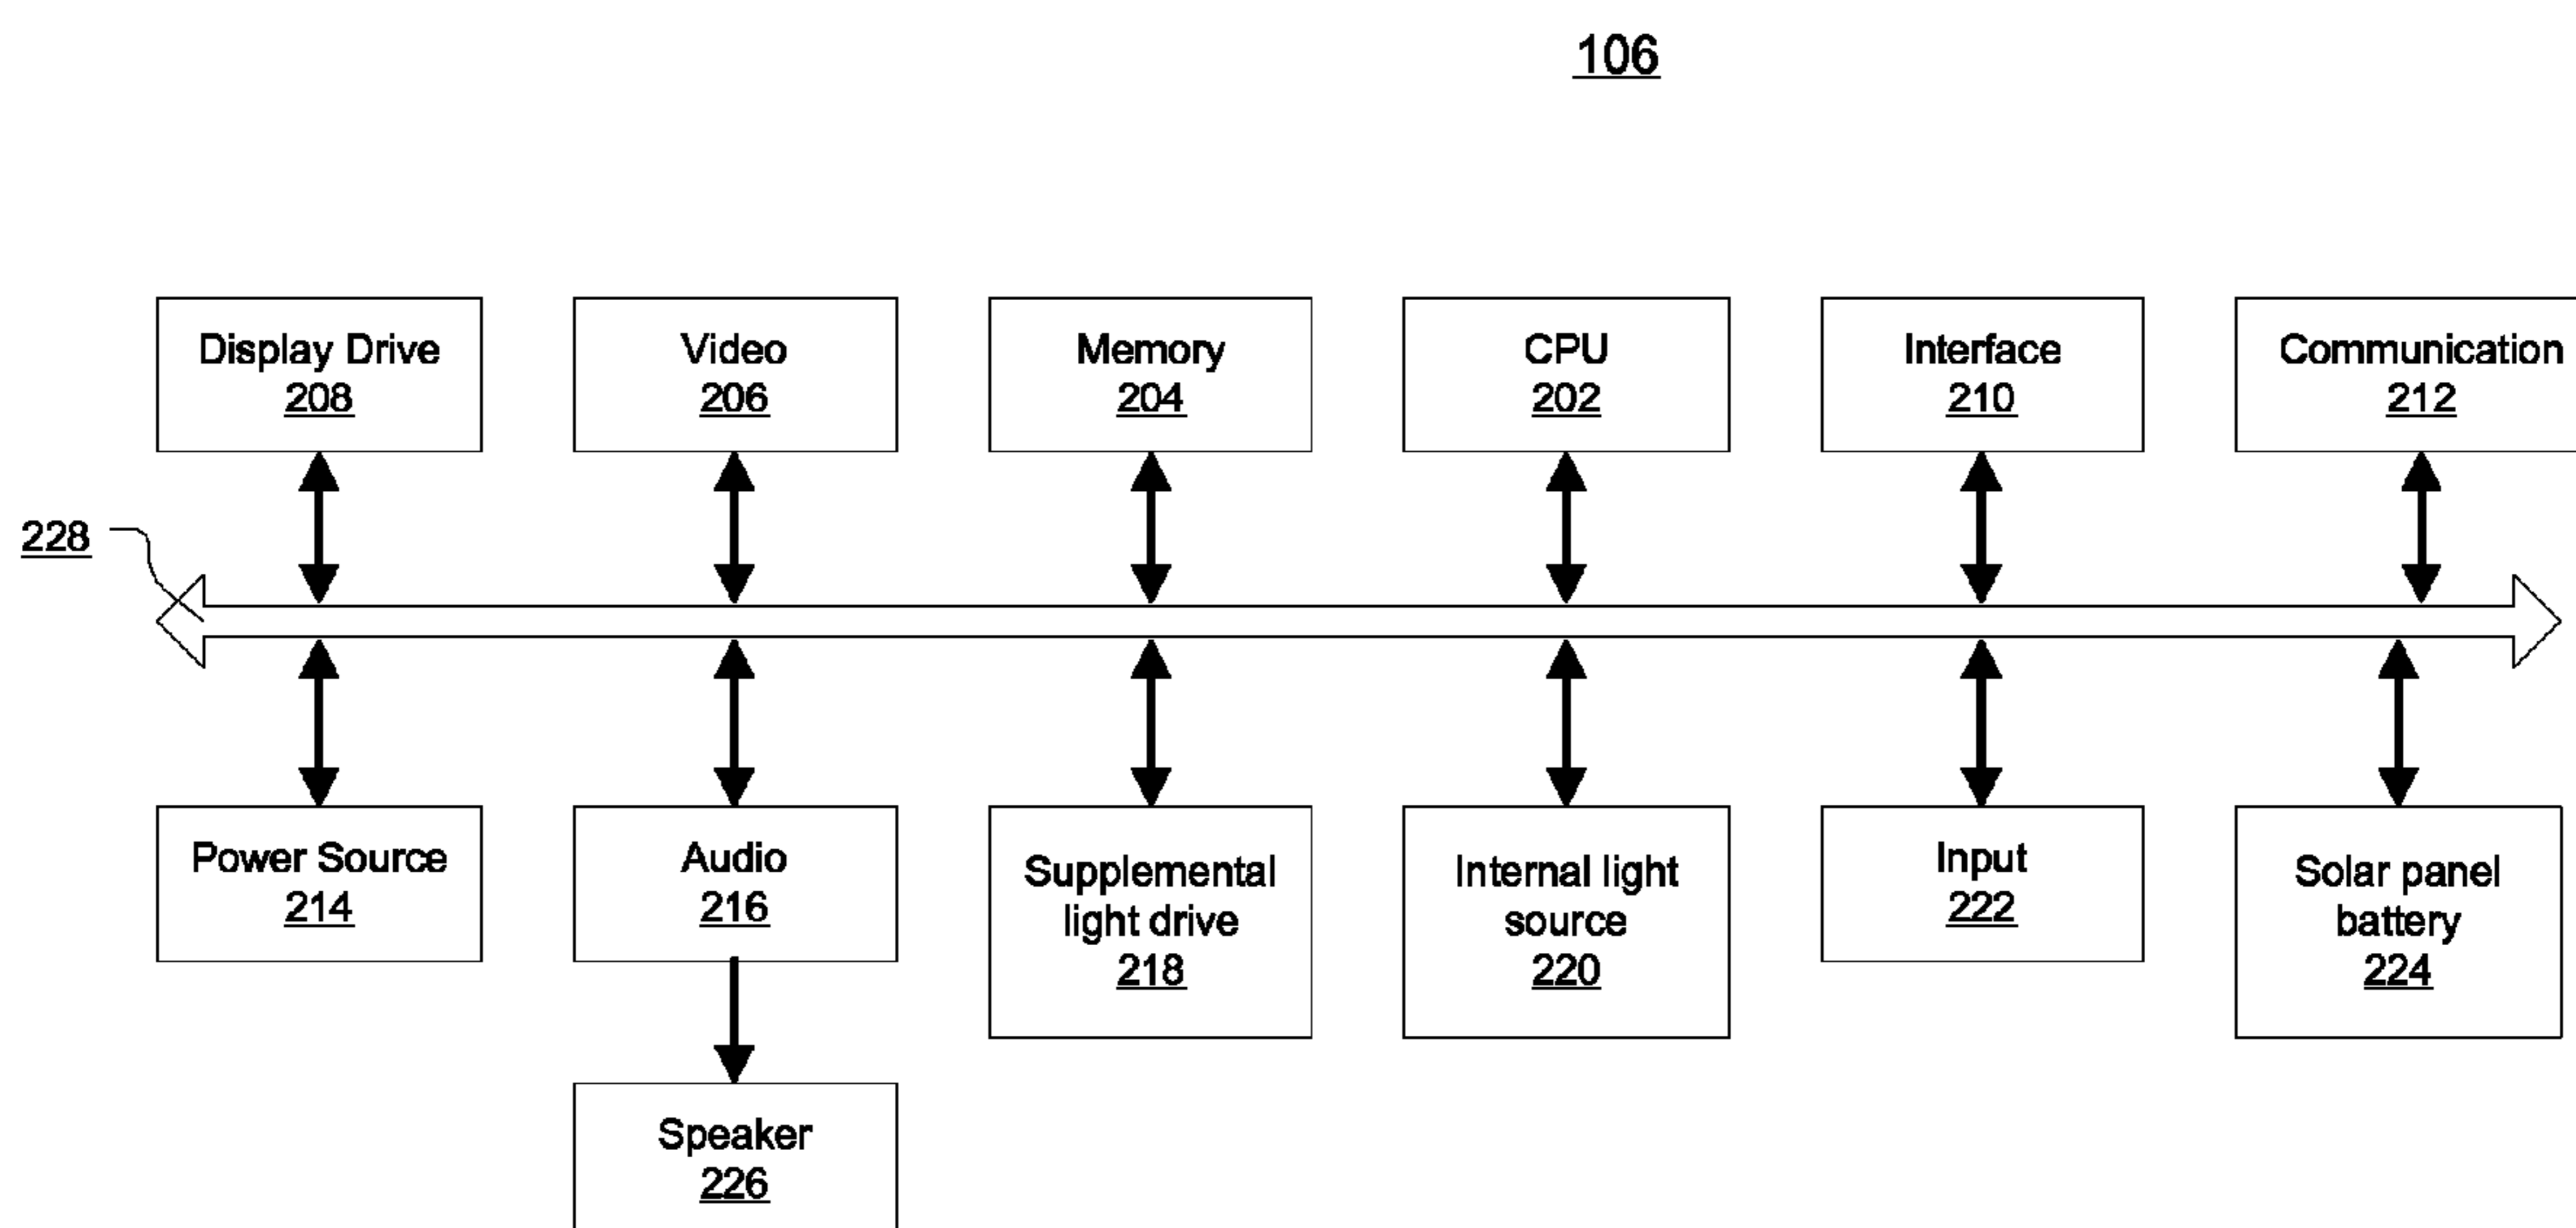 106
Display Drive
208
Video
206
Memory
204
CPU
202
Interface
210
Communication
212
228
Power Source
214
Audio
216
Supplemental
light drive
218
Internal light
source
220
Input
222
Solar panel
battery
224
Speaker
226